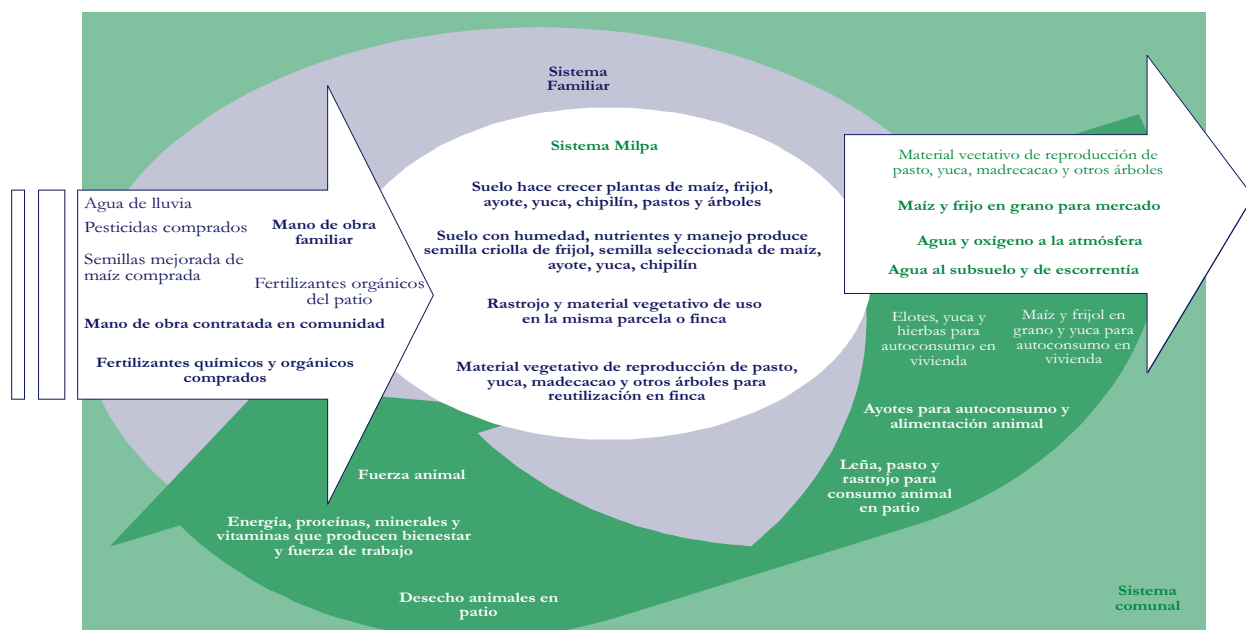 Sistema
Familiar
Sistema Milpa
Suelo hace crecer plantas de maíz, frijol,
ayote, yuca, chipilín, pastos y árboles
Suelo con humedad, nutrientes y manejo produce
semilla criolla de frijol, semilla seleccionada de maíz,
ayote, yuca, chipilín
Rastrojo y material vegetativo de uso
en la misma parcela o finca
Material vegetativo de reproducción de pasto,
yuca, madecacao y otros árboles para
reutilización en finca
Agua de lluvia
Pesticidas comprados
Mano de obra
familiar
Semillas mejorada de
maíz comprada
Fertilizantes orgánicos
del patio
Mano de obra contratada en comunidad
Fertilizantes químicos y orgánicos
comprados
Material veetativo de reproducción de
pasto, yuca, madrecacao y otros árboles
Maíz y frijo en grano para mercado
Agua y oxígeno a la atmósfera
Agua al subsuelo y de escorrentía
Elotes, yuca y
hierbas para
autoconsumo en
vivienda
Maíz y frijol en
grano y yuca para
autoconsumo en
vivienda
Ayotes para autoconsumo y
alimentación animal
Leña, pasto y
rastrojo para
consumo animal
en patio
Fuerza animal
Energía, proteínas, minerales y
vitaminas que producen bienestar
y fuerza de trabajo
Desecho animales en
patio
Sistema
comunal